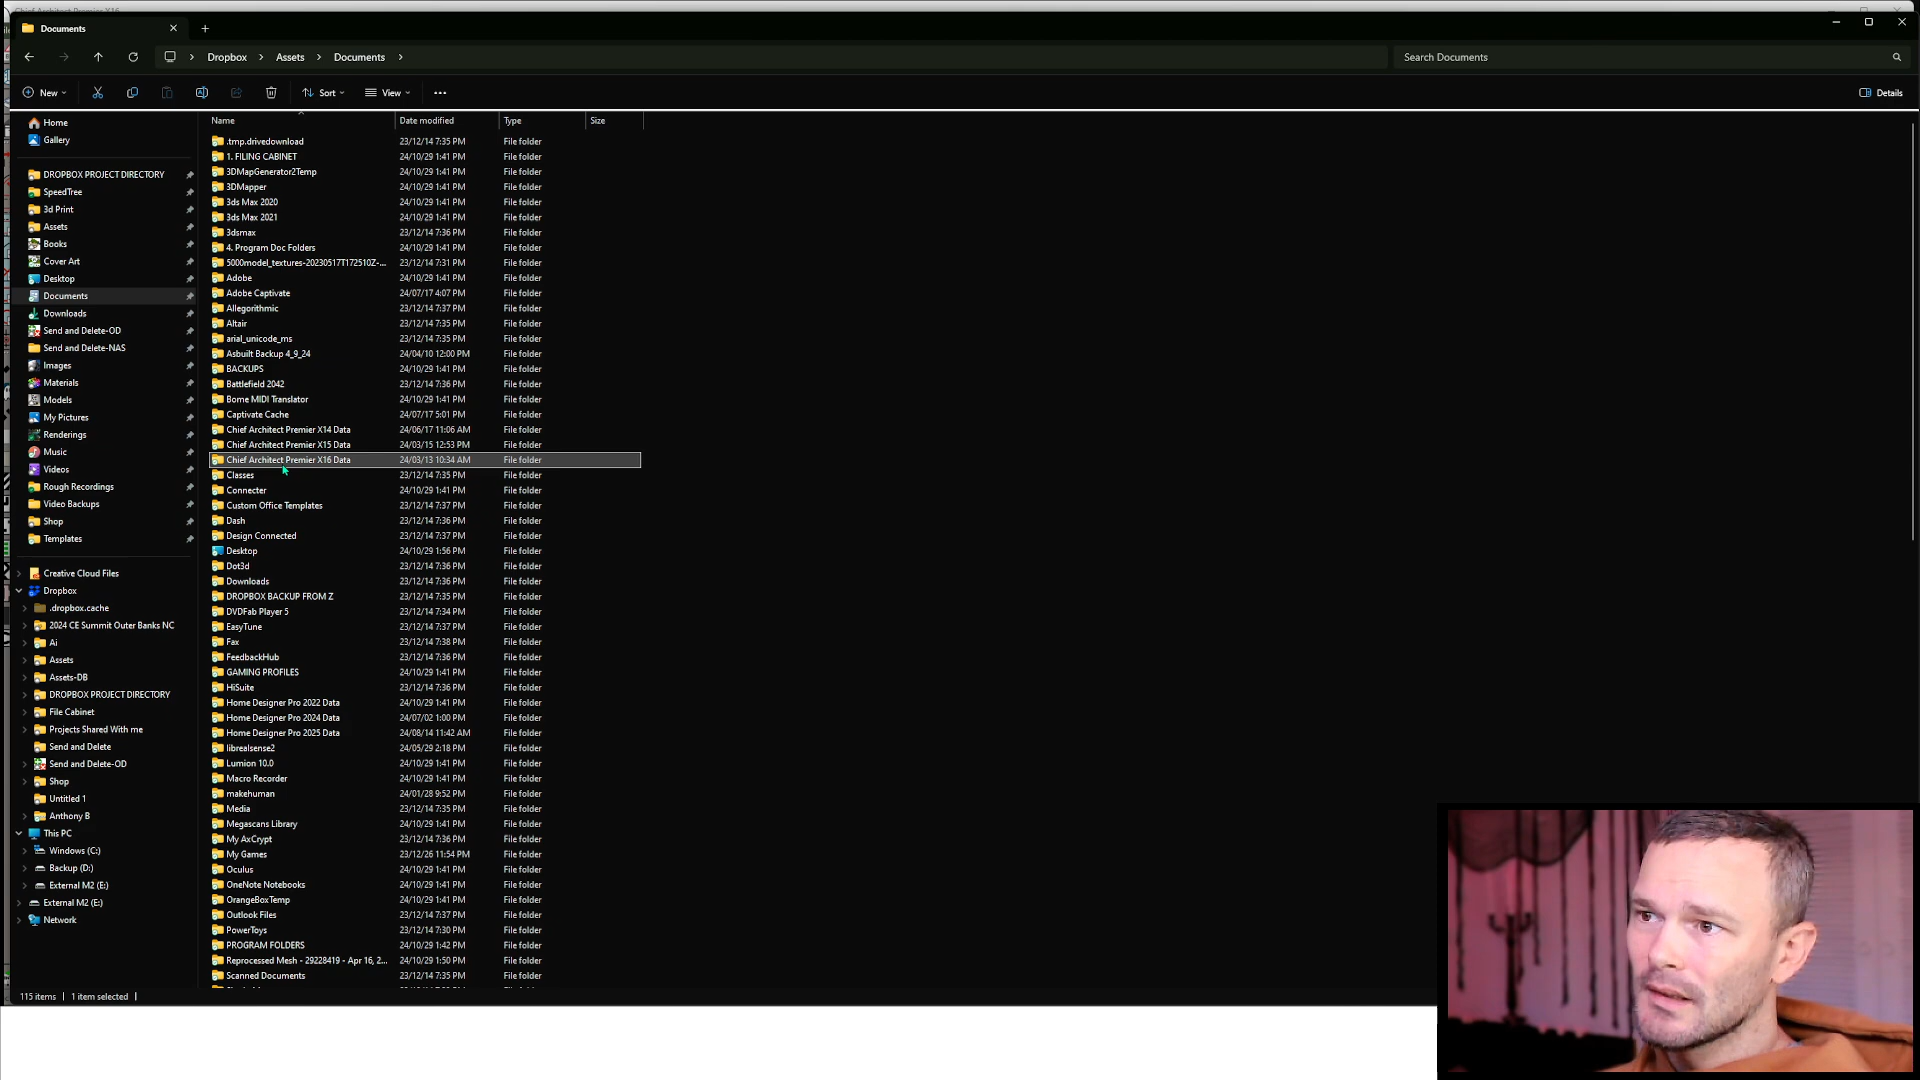 Chief Architect Premier X16
Documents
Dropbox > Assets > Documents >
Search Documents
New
Sort
View
Details
Name Date modified Type Size
Home
Gallery
DROPBOX PROJECT DIRECTORY
SpeedTree
3d Print
Assets
Books
Cover Art
Desktop
Documents
Downloads
Send and Delete-OD
Send and Delete-NAS
Images
Materials
Models
My Pictures
Renderings
Music
Videos
Rough Recordings
Video Backups
Shop
Templates
Creative Cloud Files
Dropbox
.dropbox.cache
2024 CE Summit Outer Banks NC
Ai
Assets
Assets-DB
DROPBOX PROJECT DIRECTORY
File Cabinet
Projects Shared With me
Send and Delete
Send and Delete-OD
Shop
Untitled 1
Anthony B
This PC
Windows (C:)
Backup (D:)
External M2 (E:)
External M2 (E:)
Network
.tmp.drivedownload 23/12/14 7:35 PM File folder
1. FILING CABINET 24/10/29 1:41 PM File folder
3DMapGenerator2Temp 24/10/29 1:41 PM File folder
3DMapper 24/10/29 1:41 PM File folder
3ds Max 2020 24/10/29 1:41 PM File folder
3ds Max 2021 24/10/29 1:41 PM File folder
3dsmax 23/12/14 7:36 PM File folder
4. Program Doc Folders 24/10/29 1:41 PM File folder
5000model_textures-20230517T172510Z-... 23/12/14 7:31 PM File folder
Adobe 24/10/29 1:41 PM File folder
Adobe Captivate 24/07/17 4:07 PM File folder
Allegorithmic 23/12/14 7:37 PM File folder
Altair 23/12/14 7:35 PM File folder
arial_unicode_ms 23/12/14 7:35 PM File folder
Asbuilt Backup 4_9_24 24/04/10 12:00 PM File folder
BACKUPS 24/10/29 1:41 PM File folder
Battlefield 2042 23/12/14 7:36 PM File folder
Bome MIDI Translator 24/10/29 1:41 PM File folder
Captivate Cache 24/07/17 5:01 PM File folder
Chief Architect Premier X14 Data 24/06/17 11:06 AM File folder
Chief Architect Premier X15 Data 24/03/15 12:53 PM File folder
Chief Architect Premier X16 Data 24/03/13 10:34 AM File folder
Classes 23/12/14 7:35 PM File folder
Connecter 24/10/29 1:41 PM File folder
Custom Office Templates 23/12/14 7:37 PM File folder
Dash 23/12/14 7:36 PM File folder
Design Connected 23/12/14 7:37 PM File folder
Desktop 24/10/29 1:56 PM File folder
Dot3d 23/12/14 7:36 PM File folder
Downloads 23/12/14 7:36 PM File folder
DROPBOX BACKUP FROM Z 23/12/14 7:35 PM File folder
DVDFab Player 5 23/12/14 7:34 PM File folder
EasyTune 23/12/14 7:37 PM File folder
Fax 23/12/14 7:38 PM File folder
FeedbackHub 23/12/14 7:36 PM File folder
GAMING PROFILES 24/10/29 1:41 PM File folder
HiSuite 23/12/14 7:36 PM File folder
Home Designer Pro 2022 Data 24/10/29 1:41 PM File folder
Home Designer Pro 2024 Data 24/07/02 1:00 PM File folder
Home Designer Pro 2025 Data 24/08/14 11:42 AM File folder
librealsense2 24/05/29 2:18 PM File folder
Lumion 10.0 24/10/29 1:41 PM File folder
Macro Recorder 24/10/29 1:41 PM File folder
makehuman 24/01/28 9:52 PM File folder
Media 23/12/14 7:35 PM File folder
Megascans Library 24/10/29 1:41 PM File folder
My AxCrypt 23/12/14 7:36 PM File folder
My Games 23/12/26 11:54 PM File folder
Oculus 24/10/29 1:41 PM File folder
OneNote Notebooks 24/10/29 1:41 PM File folder
OrangeBoxTemp 24/10/29 1:41 PM File folder
Outlook Files 23/12/14 7:37 PM File folder
PowerToys 23/12/14 7:30 PM File folder
PROGRAM FOLDERS 24/10/29 1:42 PM File folder
Reprocessed Mesh - 29228419 - Apr 16, 2... 24/10/29 1:50 PM File folder
Scanned Documents 23/12/14 7:35 PM File folder
115 items 1 item selected